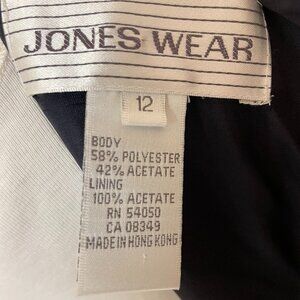 JONES WEAR
12
BODY
58% POLYESTER
42% ACETATE
LINING
100% ACETATE
RN 54050
CA 08349
MADE IN HONG KONG